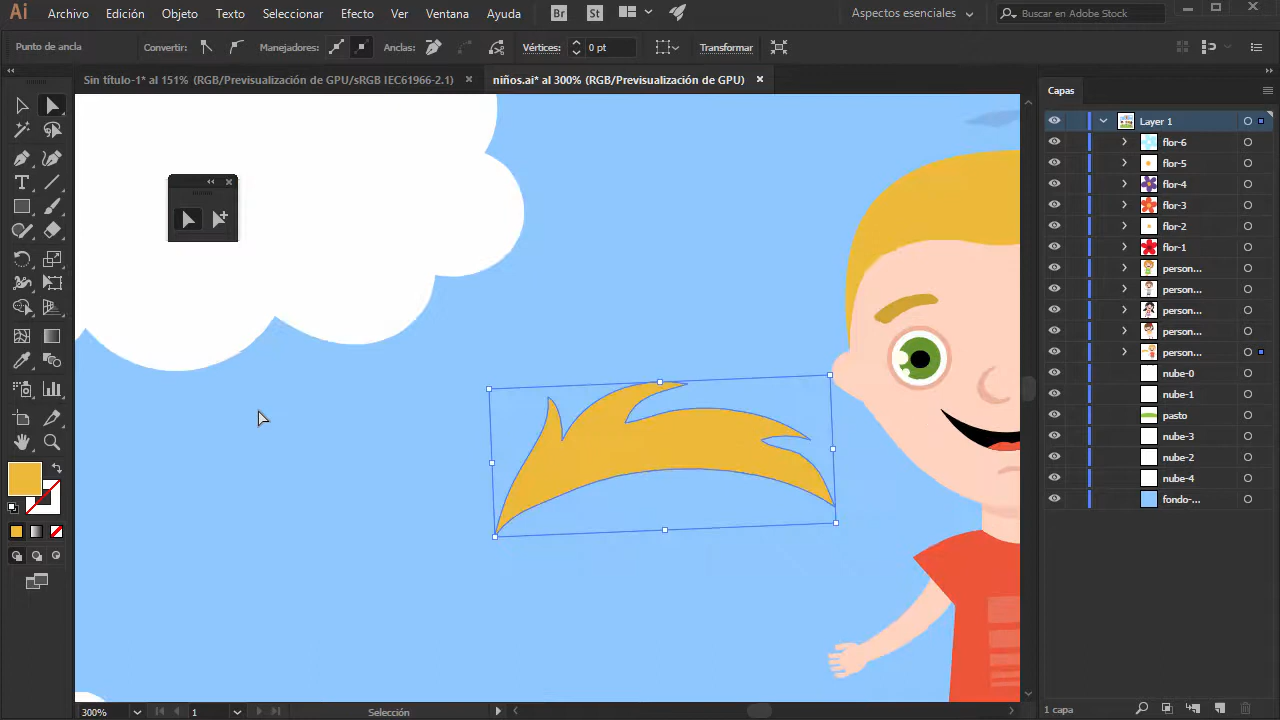 Ai Archivo Edición Objeto Texto Seleccionar Efecto Ver Ventana Ayuda Br St Aspectos esenciales Buscar en Adobe Stock
Punto de ancla Convertir: Manejadores: Anclas: Vértices: 0 pt Transformar
Sin título-1* al 151% (RGB/Previsualización de GPU/sRGB IEC61966-2.1) × niños.ai* al 300% (RGB/Previsualización de GPU) ×
Capas
Layer 1
flor-6
flor-5
flor-4
flor-3
flor-2
flor-1
person...
person...
person...
person...
person...
nube-0
nube-1
pasto
nube-3
nube-2
nube-4
fondo-...
300% 1 Selección 1 capa